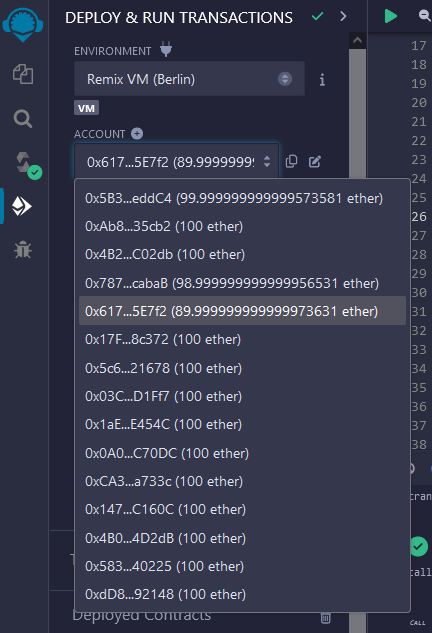 DEPLOY & RUN TRANSACTIONS
ENVIRONMENT
Remix VM (Berlin)
VM
ACCOUNT
0x617...5E7f2 (89.9999999
0x5B3...eddC4 (99.999999999999573581 ether)
0xAb8...35cb2 (100 ether)
0x4B2...C02db (100 ether)
0x787...cabaB (98.999999999999956531 ether)
0x617...5E7f2 (89.999999999999973631 ether)
0x17F...8c372 (100 ether)
0x5c6...21678 (100 ether)
0x03C...D1Ff7 (100 ether)
0x1aE...E454C (100 ether)
0x0A0...C70DC (100 ether)
0xCA3...a733c (100 ether)
0x147...C160C (100 ether)
0x4B0...4D2dB (100 ether)
0x583...40225 (100 ether)
0xdD8...92148 (100 ether)
Deployed Contracts
17
18
19
20
21
22
23
24
25
26
27
28
29
30
31
32
33
34
35
36
37
38
tran
call
CALL